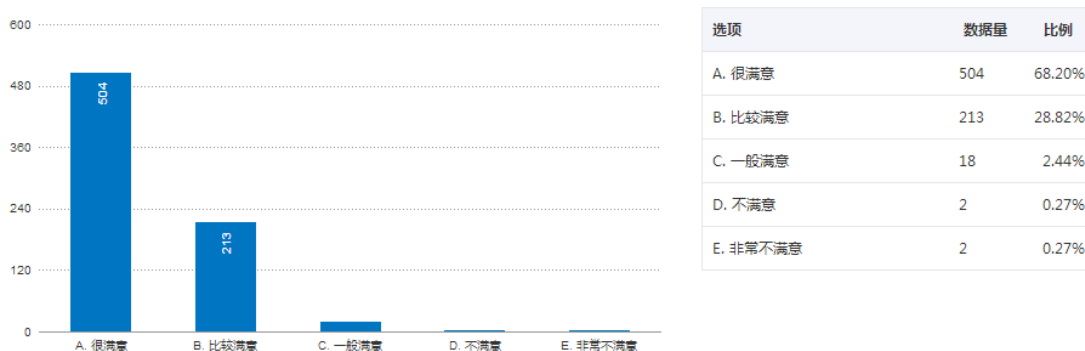 600
480
360
240
120
0
504
213
A. 很满意
B. 比较满意
C. 一般满意
D. 不满意
E. 非常不满意
选项 数据量 比例
A. 很满意 504 68.20%
B. 比较满意 213 28.82%
C. 一般满意 18 2.44%
D. 不满意 2 0.27%
E. 非常不满意 2 0.27%